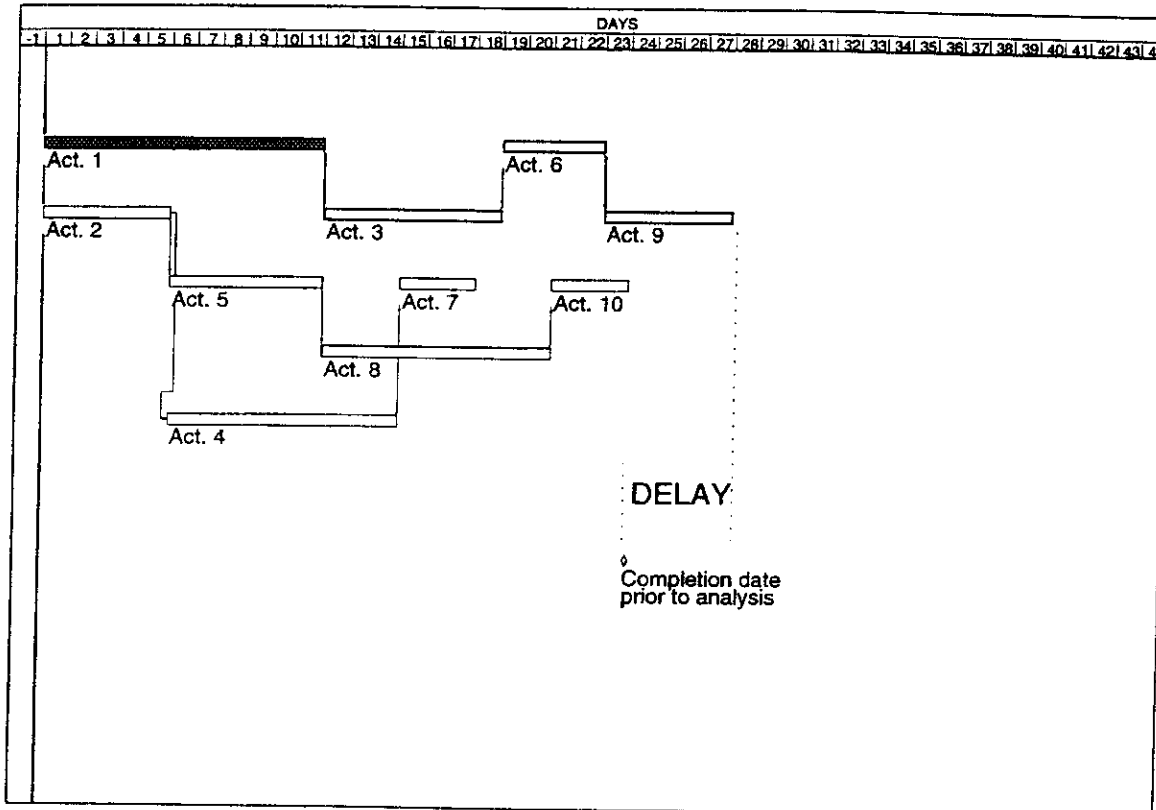 DAYS
-1 1 2 3 4 5 6 7 8 9 10 11 12 13 14 15 16 17 18 19 20 21 22 23 24 25 26 27 28 29 30 31 32 33 34 35 36 37 38 39 40 41 42 43 4
Act. 1
Act. 6
Act. 2
Act. 3
Act. 9
Act. 5
Act. 7
Act. 10
Act. 8
Act. 4
DELAY
Completion date
prior to analysis